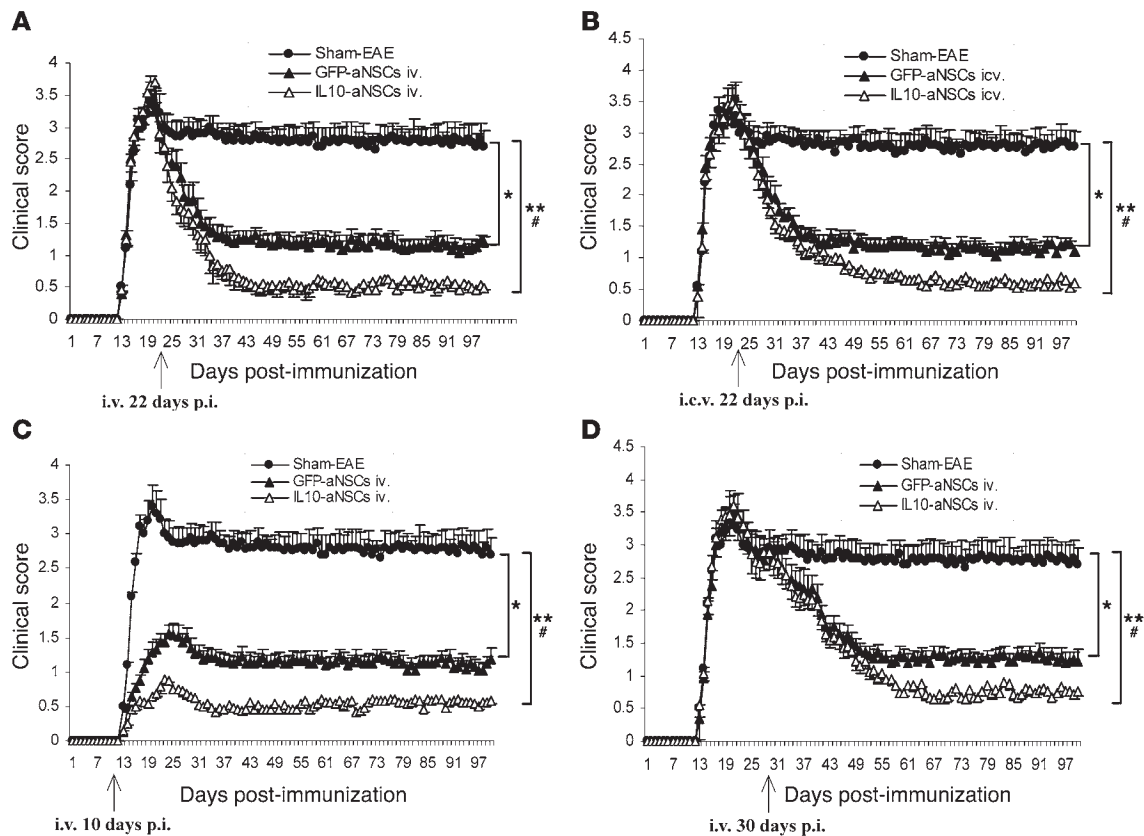 A
Sham-EAE
GFP-aNSCs iv.
IL10-aNSCs iv.
4
3.5
3
2.5
2
1.5
1
0.5
0
Clinical score
1 7 13 19 25 31 37 43 49 55 61 67 73 79 85 91 97
Days post-immunization
i.v. 22 days p.i.
*
**
#
B
Sham-EAE
GFP-aNSCs icv.
IL10-aNSCs icv.
4.5
4
3.5
3
2.5
2
1.5
1
0.5
0
Clinical score
1 7 13 19 25 31 37 43 49 55 61 67 73 79 85 91 97
Days post-immunization
i.c.v. 22 days p.i.
*
**
#
C
Sham-EAE
GFP-aNSCs iv.
IL10-aNSCs iv.
4
3.5
3
2.5
2
1.5
1
0.5
0
Clinical score
1 7 13 19 25 31 37 43 49 55 61 67 73 79 85 91 97
Days post-immunization
i.v. 10 days p.i.
*
**
#
D
Sham-EAE
GFP-aNSCs iv.
IL10-aNSCs iv.
4.5
4
3.5
3
2.5
2
1.5
1
0.5
0
Clinical score
1 7 13 19 25 31 37 43 49 55 61 67 73 79 85 91 97
Days post-immunization
i.v. 30 days p.i.
*
**
#